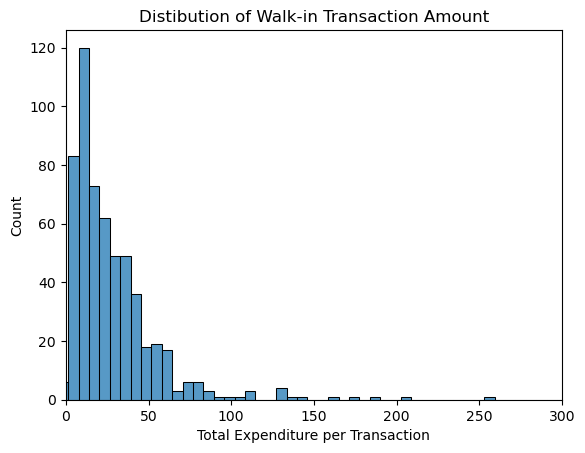 Distibution of Walk-in Transaction Amount
120
100
80
60
40
20
0
Count
0 50 100 150 200 250 300
Total Expenditure per Transaction